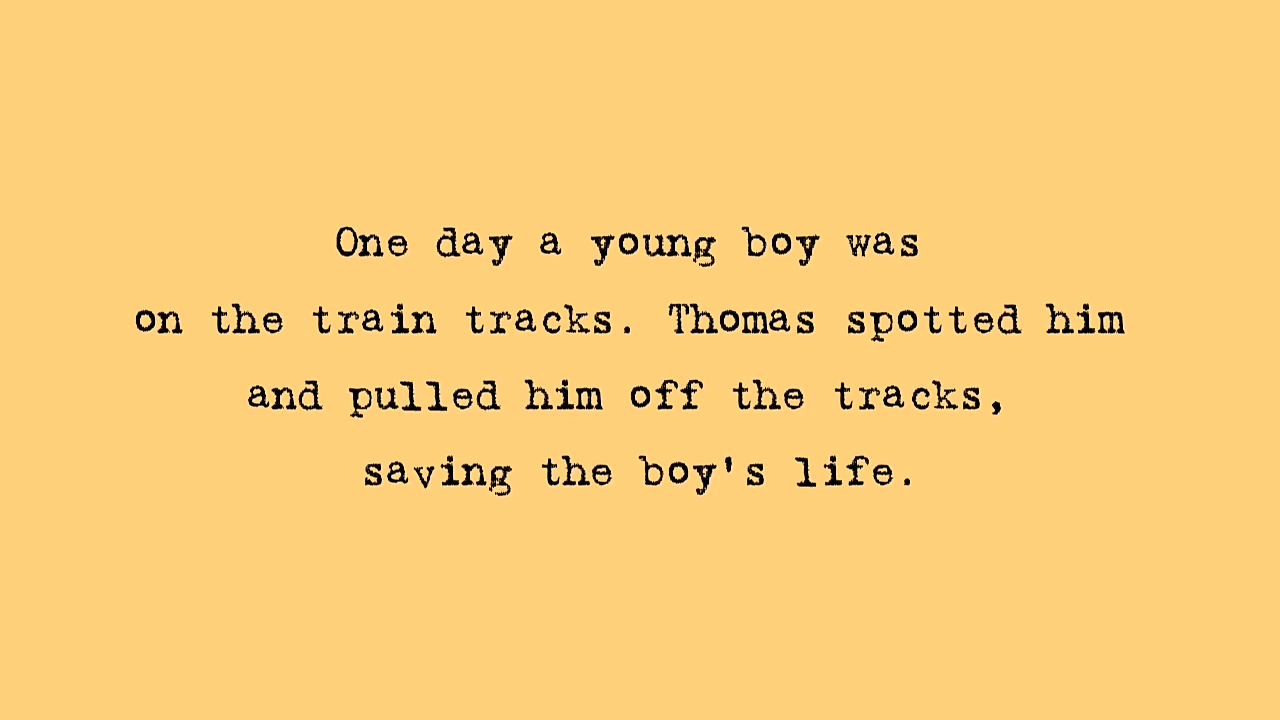 One day a young boy was
on the train tracks. Thomas spotted him
and pulled him off the tracks,
saving the boy's life.